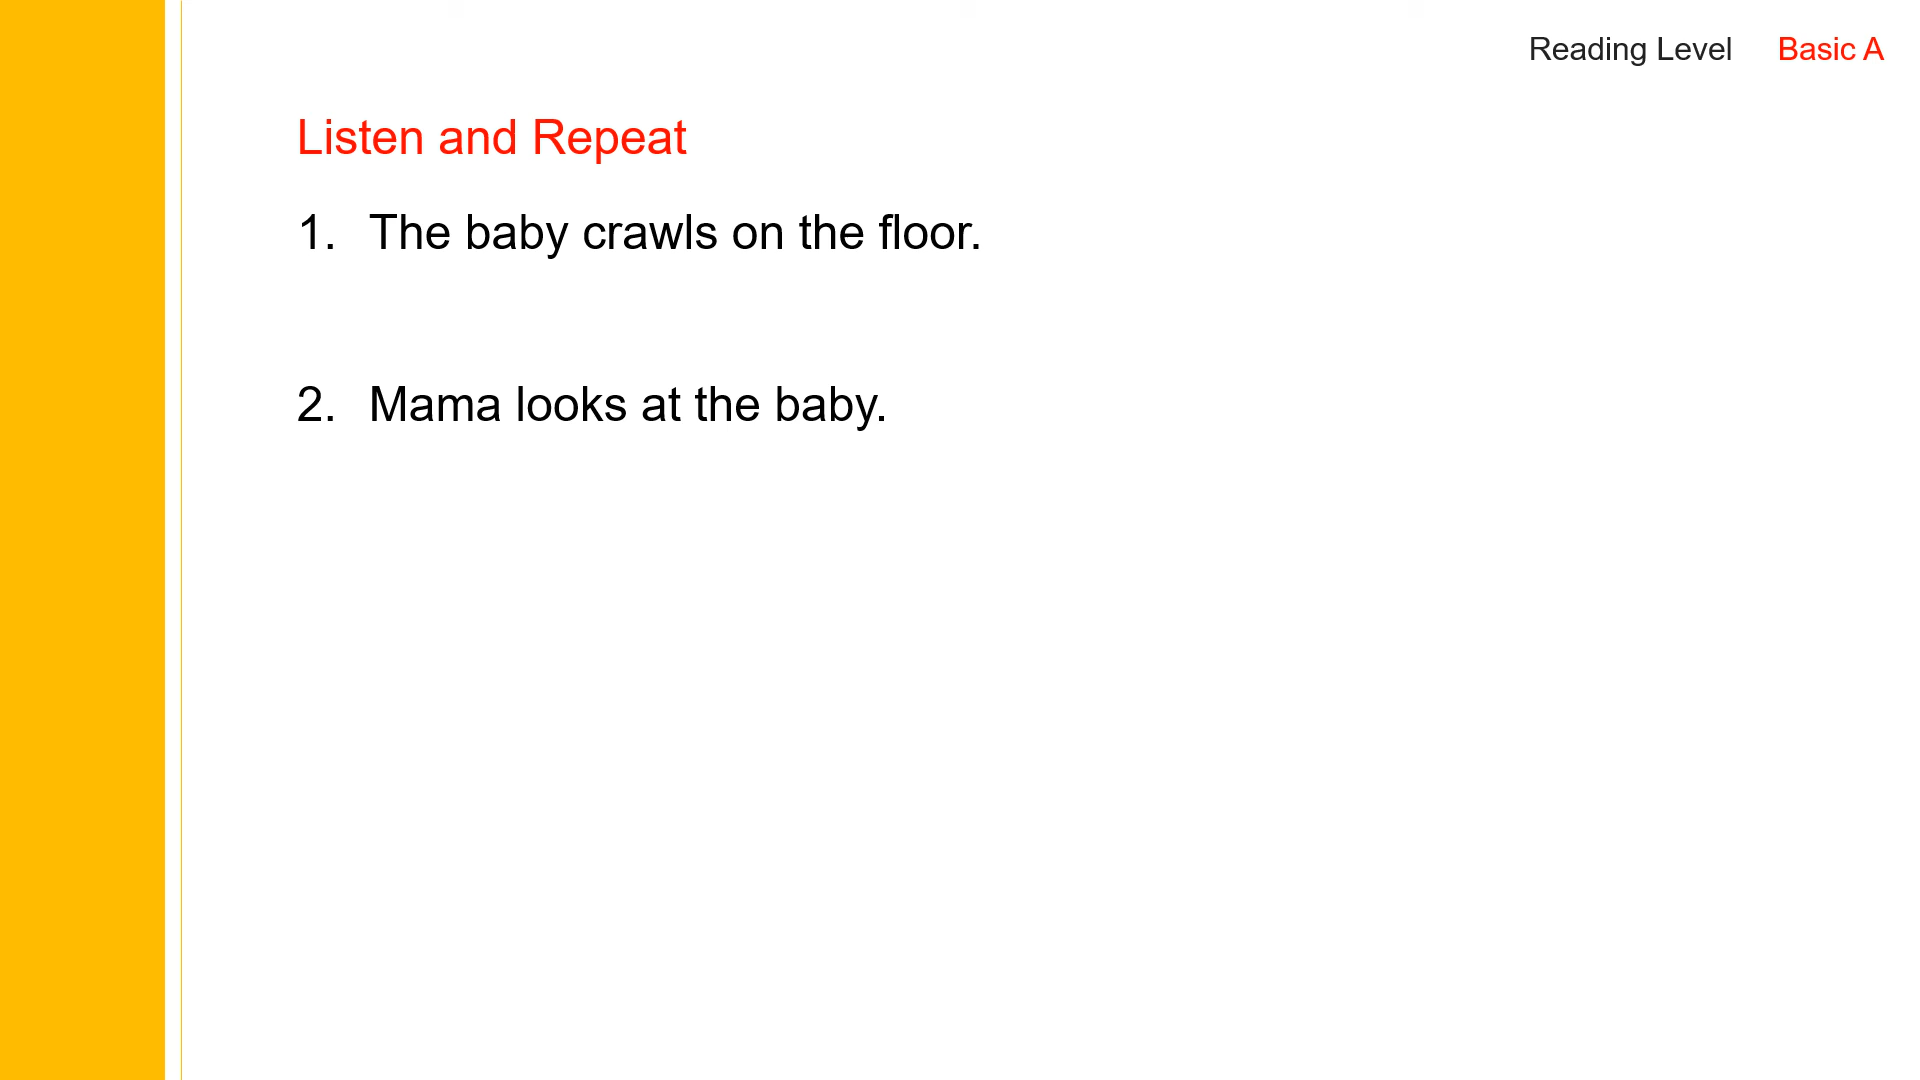 Reading Level Basic A
Listen and Repeat
1. The baby crawls on the floor.
2. Mama looks at the baby.